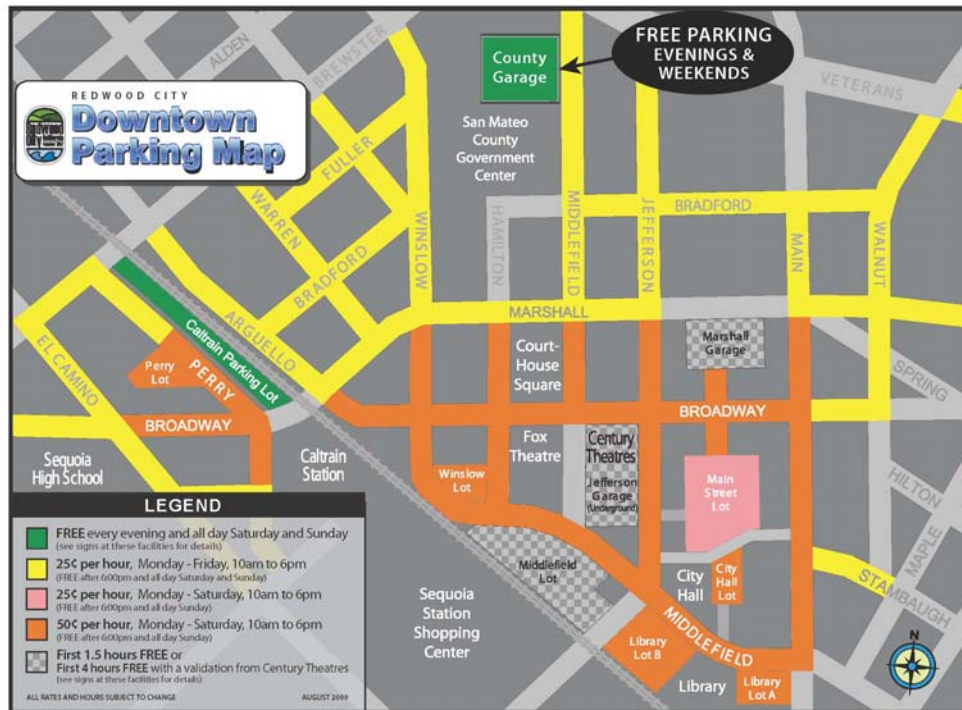 REDWOOD CITY
Downtown
Parking Map
FREE PARKING
EVENINGS &
WEEKENDS
County
Garage
San Mateo
County
Government
Center
ALDEN
BREWSTER
FULLER
WARREN
BRADFORD
WINSLOW
HAMILTON
MIDDLEFIELD
JEFFERSON
BRADFORD
MAIN
WALNUT
VETERANS
ARGUELLO
MARSHALL
Caltrain Parking Lot
EL CAMINO
Perry
Lot
PERRY
BROADWAY
Sequoia
High School
Caltrain
Station
Court-
House
Square
Marshall
Garage
SPRING
BROADWAY
Fox
Theatre
Century
Theatres
Jefferson
Garage
(Underground)
Winslow
Lot
Main
Street
Lot
HILTON
MAPLE
STAMBAUGH
Middlefield
Lot
City
Hall
City
Hall
Lot
MIDDLEFIELD
Sequoia
Station
Shopping
Center
Library
Lot B
Library
Library
Lot A
N
LEGEND
FREE every evening and all day Saturday and Sunday
(see signs at these facilities for details)
25¢ per hour, Monday - Friday, 10am to 6pm
(FREE after 6:00pm and all day Saturday and Sunday)
25¢ per hour, Monday - Saturday, 10am to 6pm
(FREE after 6:00pm and all day Sunday)
50¢ per hour, Monday - Saturday, 10am to 6pm
(FREE after 6:00pm and all day Sunday)
First 1.5 hours FREE or
First 4 hours FREE with a validation from Century Theatres
(see signs at these facilities for details)
ALL RATES AND HOURS SUBJECT TO CHANGE
AUGUST 2009